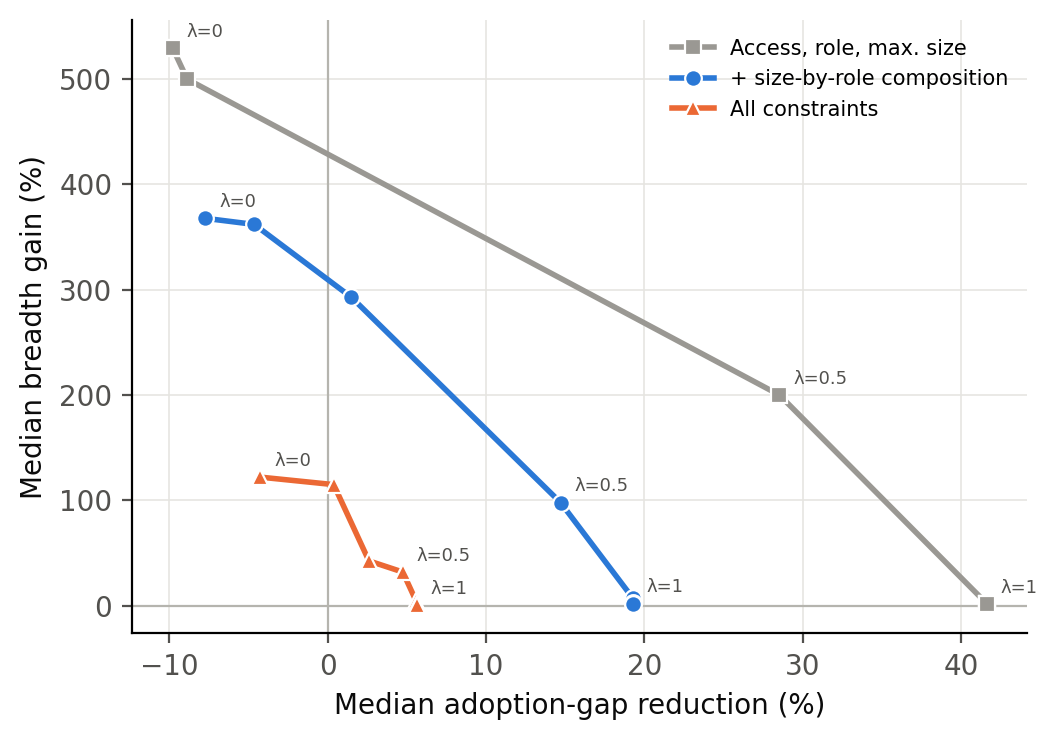 λ=0
Access, role, max. size
+ size-by-role composition
All constraints
500
400
300
200
100
0
Median breadth gain (%)
λ=0
λ=0.5
λ=0
λ=0.5
λ=0.5
λ=1
λ=1
λ=1
−10
0
10
20
30
40
Median adoption-gap reduction (%)